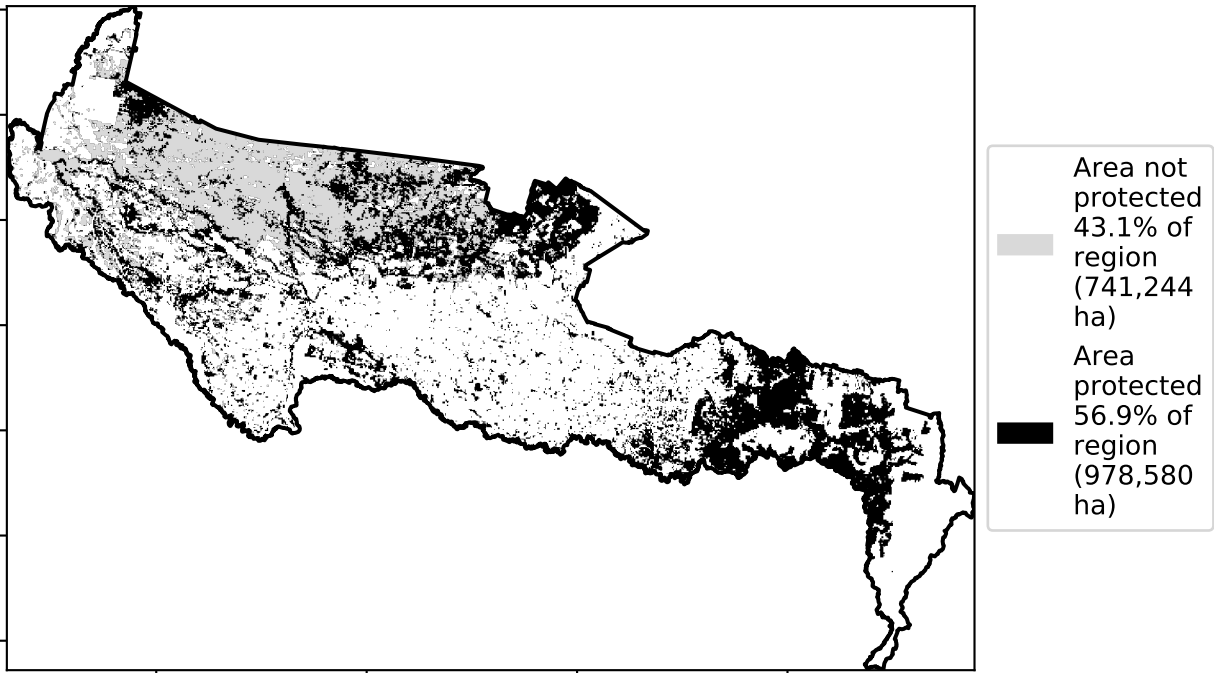 Area not
protected
43.1% of
region
(741,244
ha)
Area
protected
56.9% of
region
(978,580
ha)